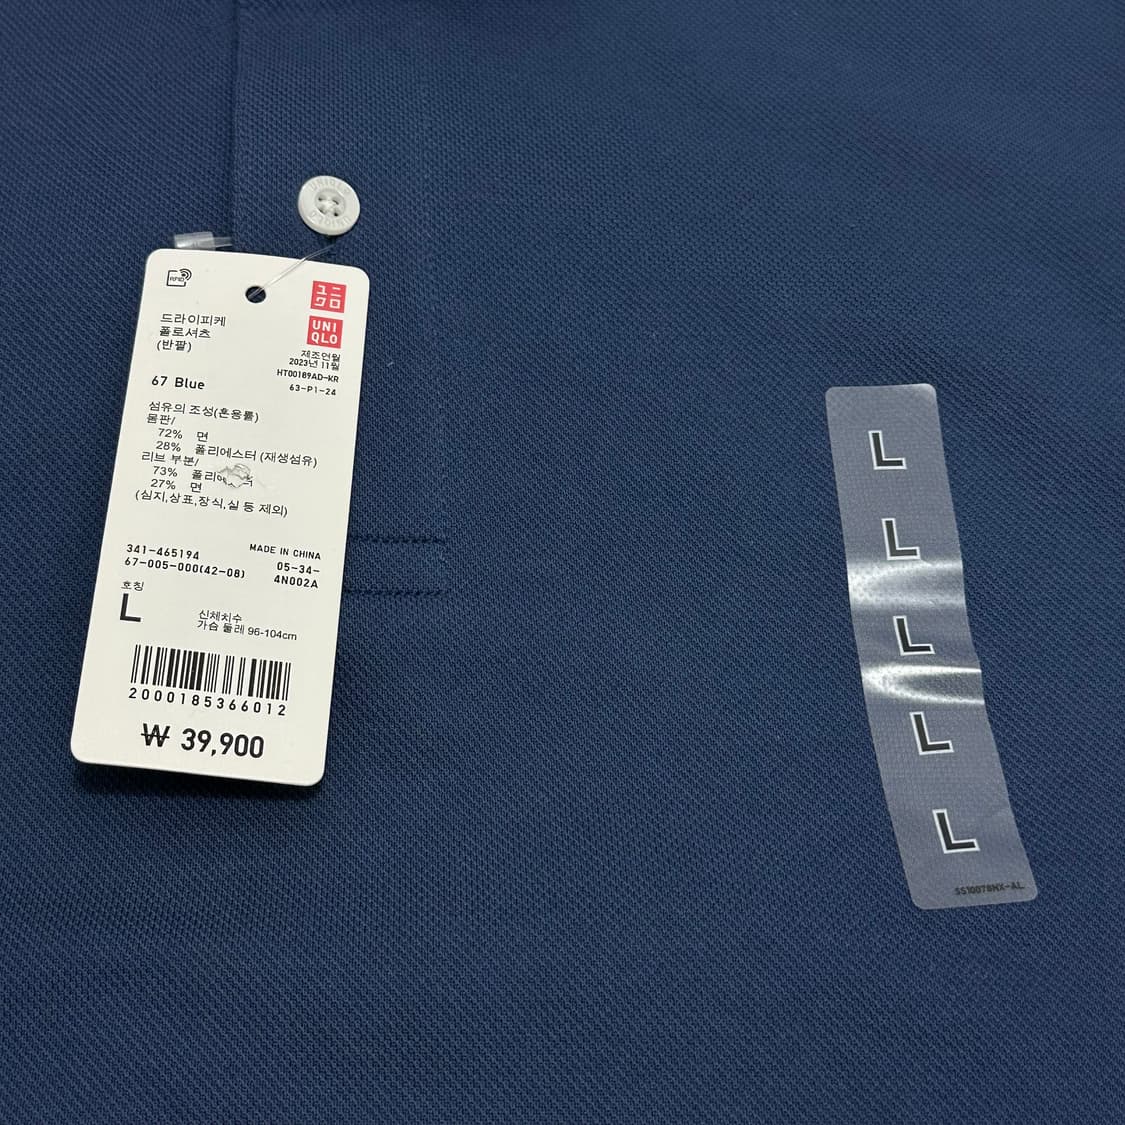 UNIQLO
UNIQLO
RFID
ユニ
クロ
UNI
QLO
드라이피케
폴로셔츠
(반팔)
제조연월
2023년 11월
HT00189AD-KR
63-P1-24
67 Blue
섬유의 조성(혼용률)
몸판/
72% 면
28% 폴리에스터 (재생섬유)
리브 부분/
73%
27% 면
(심지,상표,장식,실 등 제외)
341-465194
MADE IN CHINA
67-005-000(42-08)
05-34-
4N002A
호칭
L
신체치수
가슴 둘레 96-104cm
2000185366012
₩ 39,900
L
L
L
L
L
SS10078NX-AL